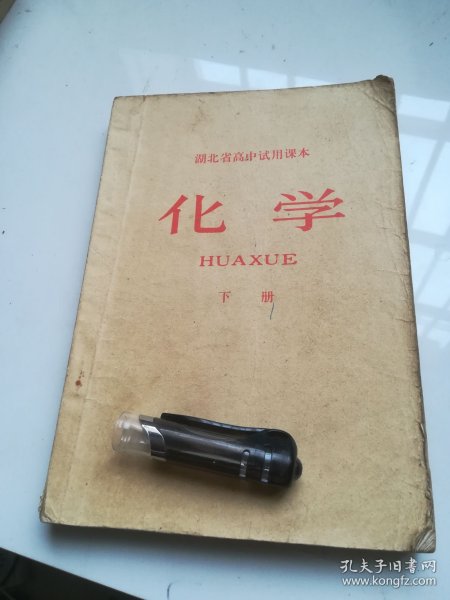 湖北省高中试用课本
化学
HUAXUE
下册
孔夫子旧书网
www.kongfz.com